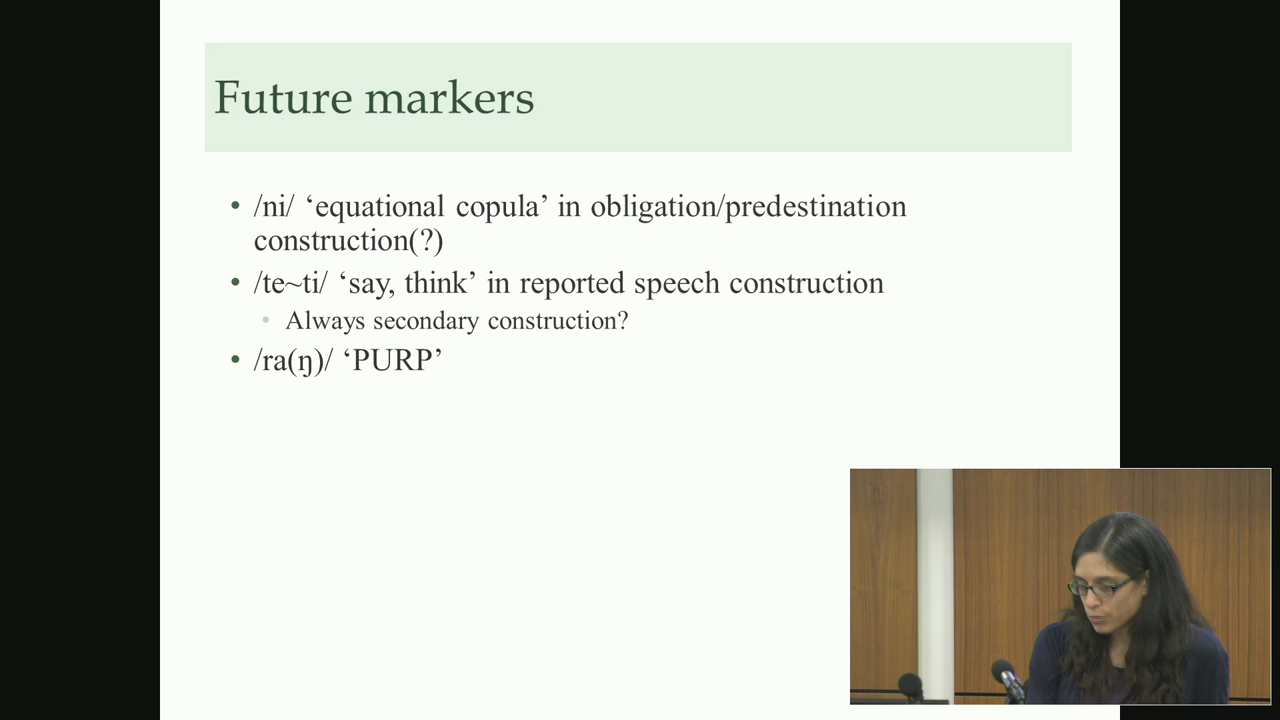 Future markers
• /ni/ ‘equational copula’ in obligation/predestination
construction(?)
• /te~ti/ ‘say, think’ in reported speech construction
• Always secondary construction?
• /ra(ŋ)/ ‘PURP’